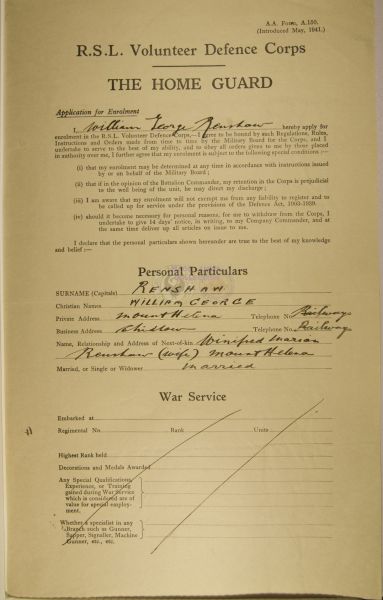 A.A. Form, A.150.
(Introduced May, 1941.)
R.S.L. Volunteer Defence Corps
THE HOME GUARD
Application for Enrolment
I, William George Renshaw hereby apply for
enrolment in the R.S.L. Volunteer Defence Corps,—I agree to be bound by such Regulations, Rules,
Instructions and Orders made from time to time by the Military Board for the Corps, and I
undertake to serve to the best of my ability, and to obey all orders given to me by those placed
in authority over me, I further agree that my enrolment is subject to the following special conditions :—
(i) that my enrolment may be determined at any time in accordance with instructions issued
by or on behalf of the Military Board ;
(ii) that if in the opinion of the Battalion Commander, my retention in the Corps is prejudicial
to the well being of the unit, he may direct my discharge ;
(iii) I am aware that my enrolment will not exempt me from any liability to register and to
be called up for service under the provisions of the Defence Act, 1903-1939.
(iv) should it become necessary for personal reasons, for me to withdraw from the Corps, I
undertake to give 14 days' notice, in writing, to my Company Commander, and at
the same time deliver up all articles on issue to me.
I declare that the personal particulars shown hereunder are true to the best of my knowledge
and belief :—
Personal Particulars
SURNAME (Capitals) RENSHAW
Christian Names WILLIAM GEORGE
Private Address Mount Helena Telephone No. Railways
Business Address Chidlow Telephone No. Railways
Name, Relationship and Address of Next-of-kin Winifred Marion
Renshaw (wife) Mount Helena
Married, or Single or Widower married
War Service
Embarked at
Regimental No. Rank Units
Highest Rank held
Decorations and Medals Awarded
Any Special Qualifications,
Experience, or Training
gained during War Service
which is considered are of
value for special employ-
ment.
Whether a specialist in any
Branch such as Gunner,
Sapper, Signaller, Machine
Gunner, etc., etc.